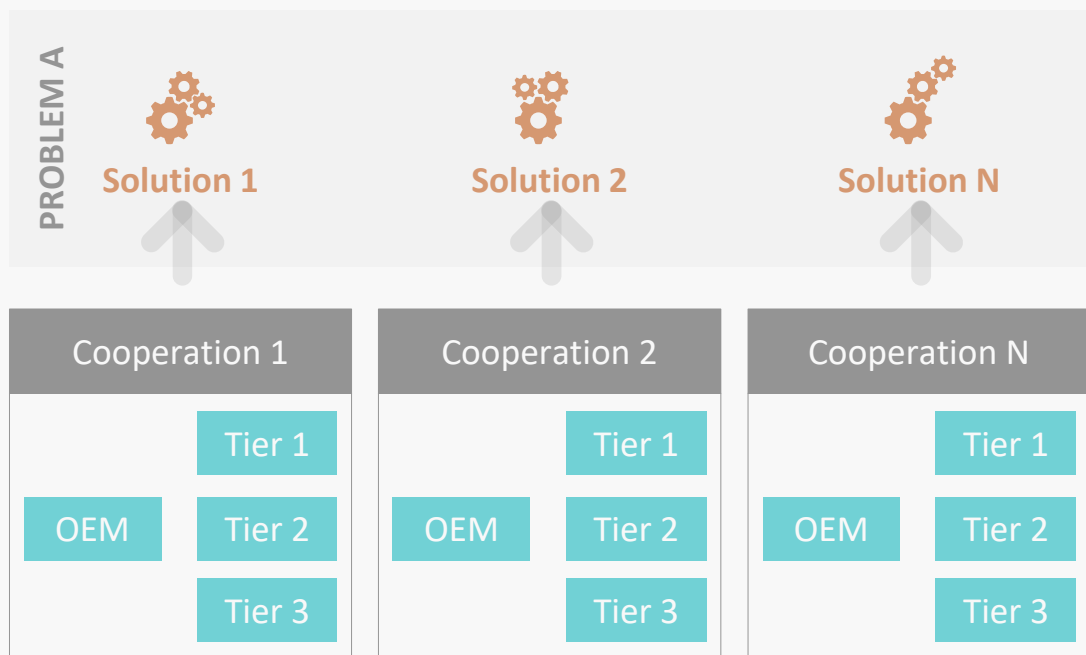 PROBLEM A
Solution 1
Solution 2
Solution N
Cooperation 1
Cooperation 2
Cooperation N
Tier 1
OEM
Tier 2
Tier 3
Tier 1
OEM
Tier 2
Tier 3
Tier 1
OEM
Tier 2
Tier 3